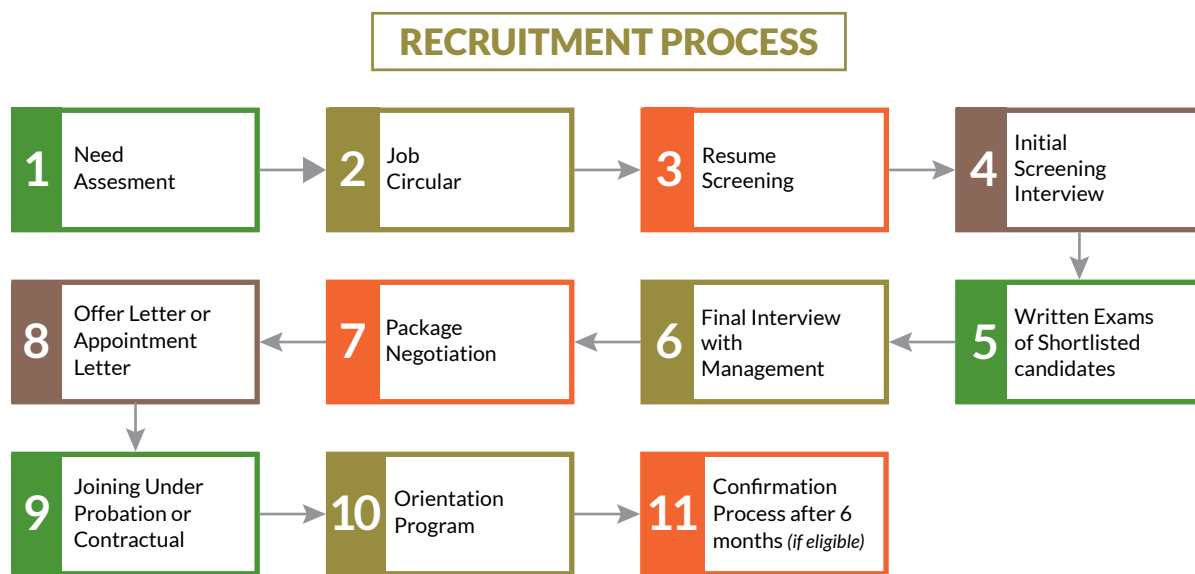 RECRUITMENT PROCESS
1
Need
Assesment
2
Job
Circular
3
Resume
Screening
4
Initial
Screening
Interview
5
Written Exams
of Shortlisted
candidates
6
Final Interview
with
Management
7
Package
Negotiation
8
Offer Letter or
Appointment
Letter
9
Joining Under
Probation or
Contractual
10
Orientation
Program
11
Confirmation
Process after 6
months (if eligible)